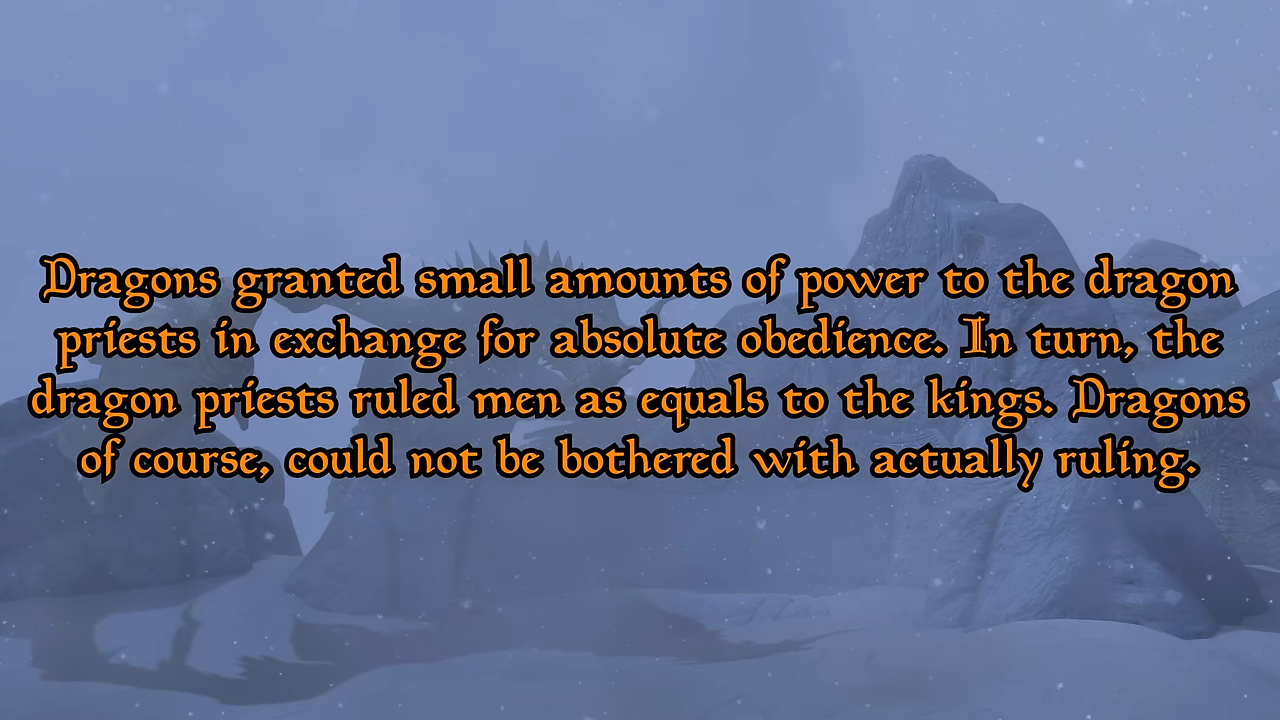 Dragons granted small amounts of power to the dragon
priests in exchange for absolute obedience. In turn, the
dragon priests ruled men as equals to the kings. Dragons
of course, could not be bothered with actually ruling.